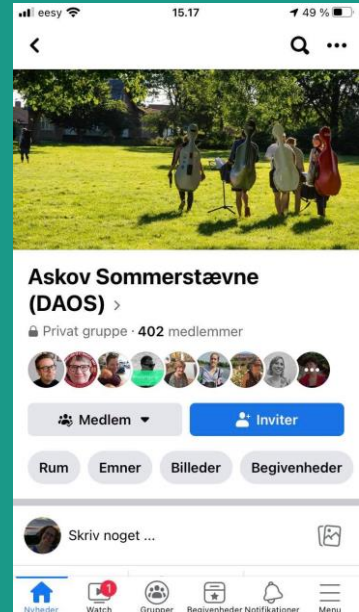 eesy 15.17 49 %
Askov Sommerstævne
(DAOS) >
Privat gruppe · 402 medlemmer
Medlem Inviter
Rum Emner Billeder Begivenheder
Skriv noget ...
1
Nyheder Watch Grupper Begivenheder Notifikationer Menu